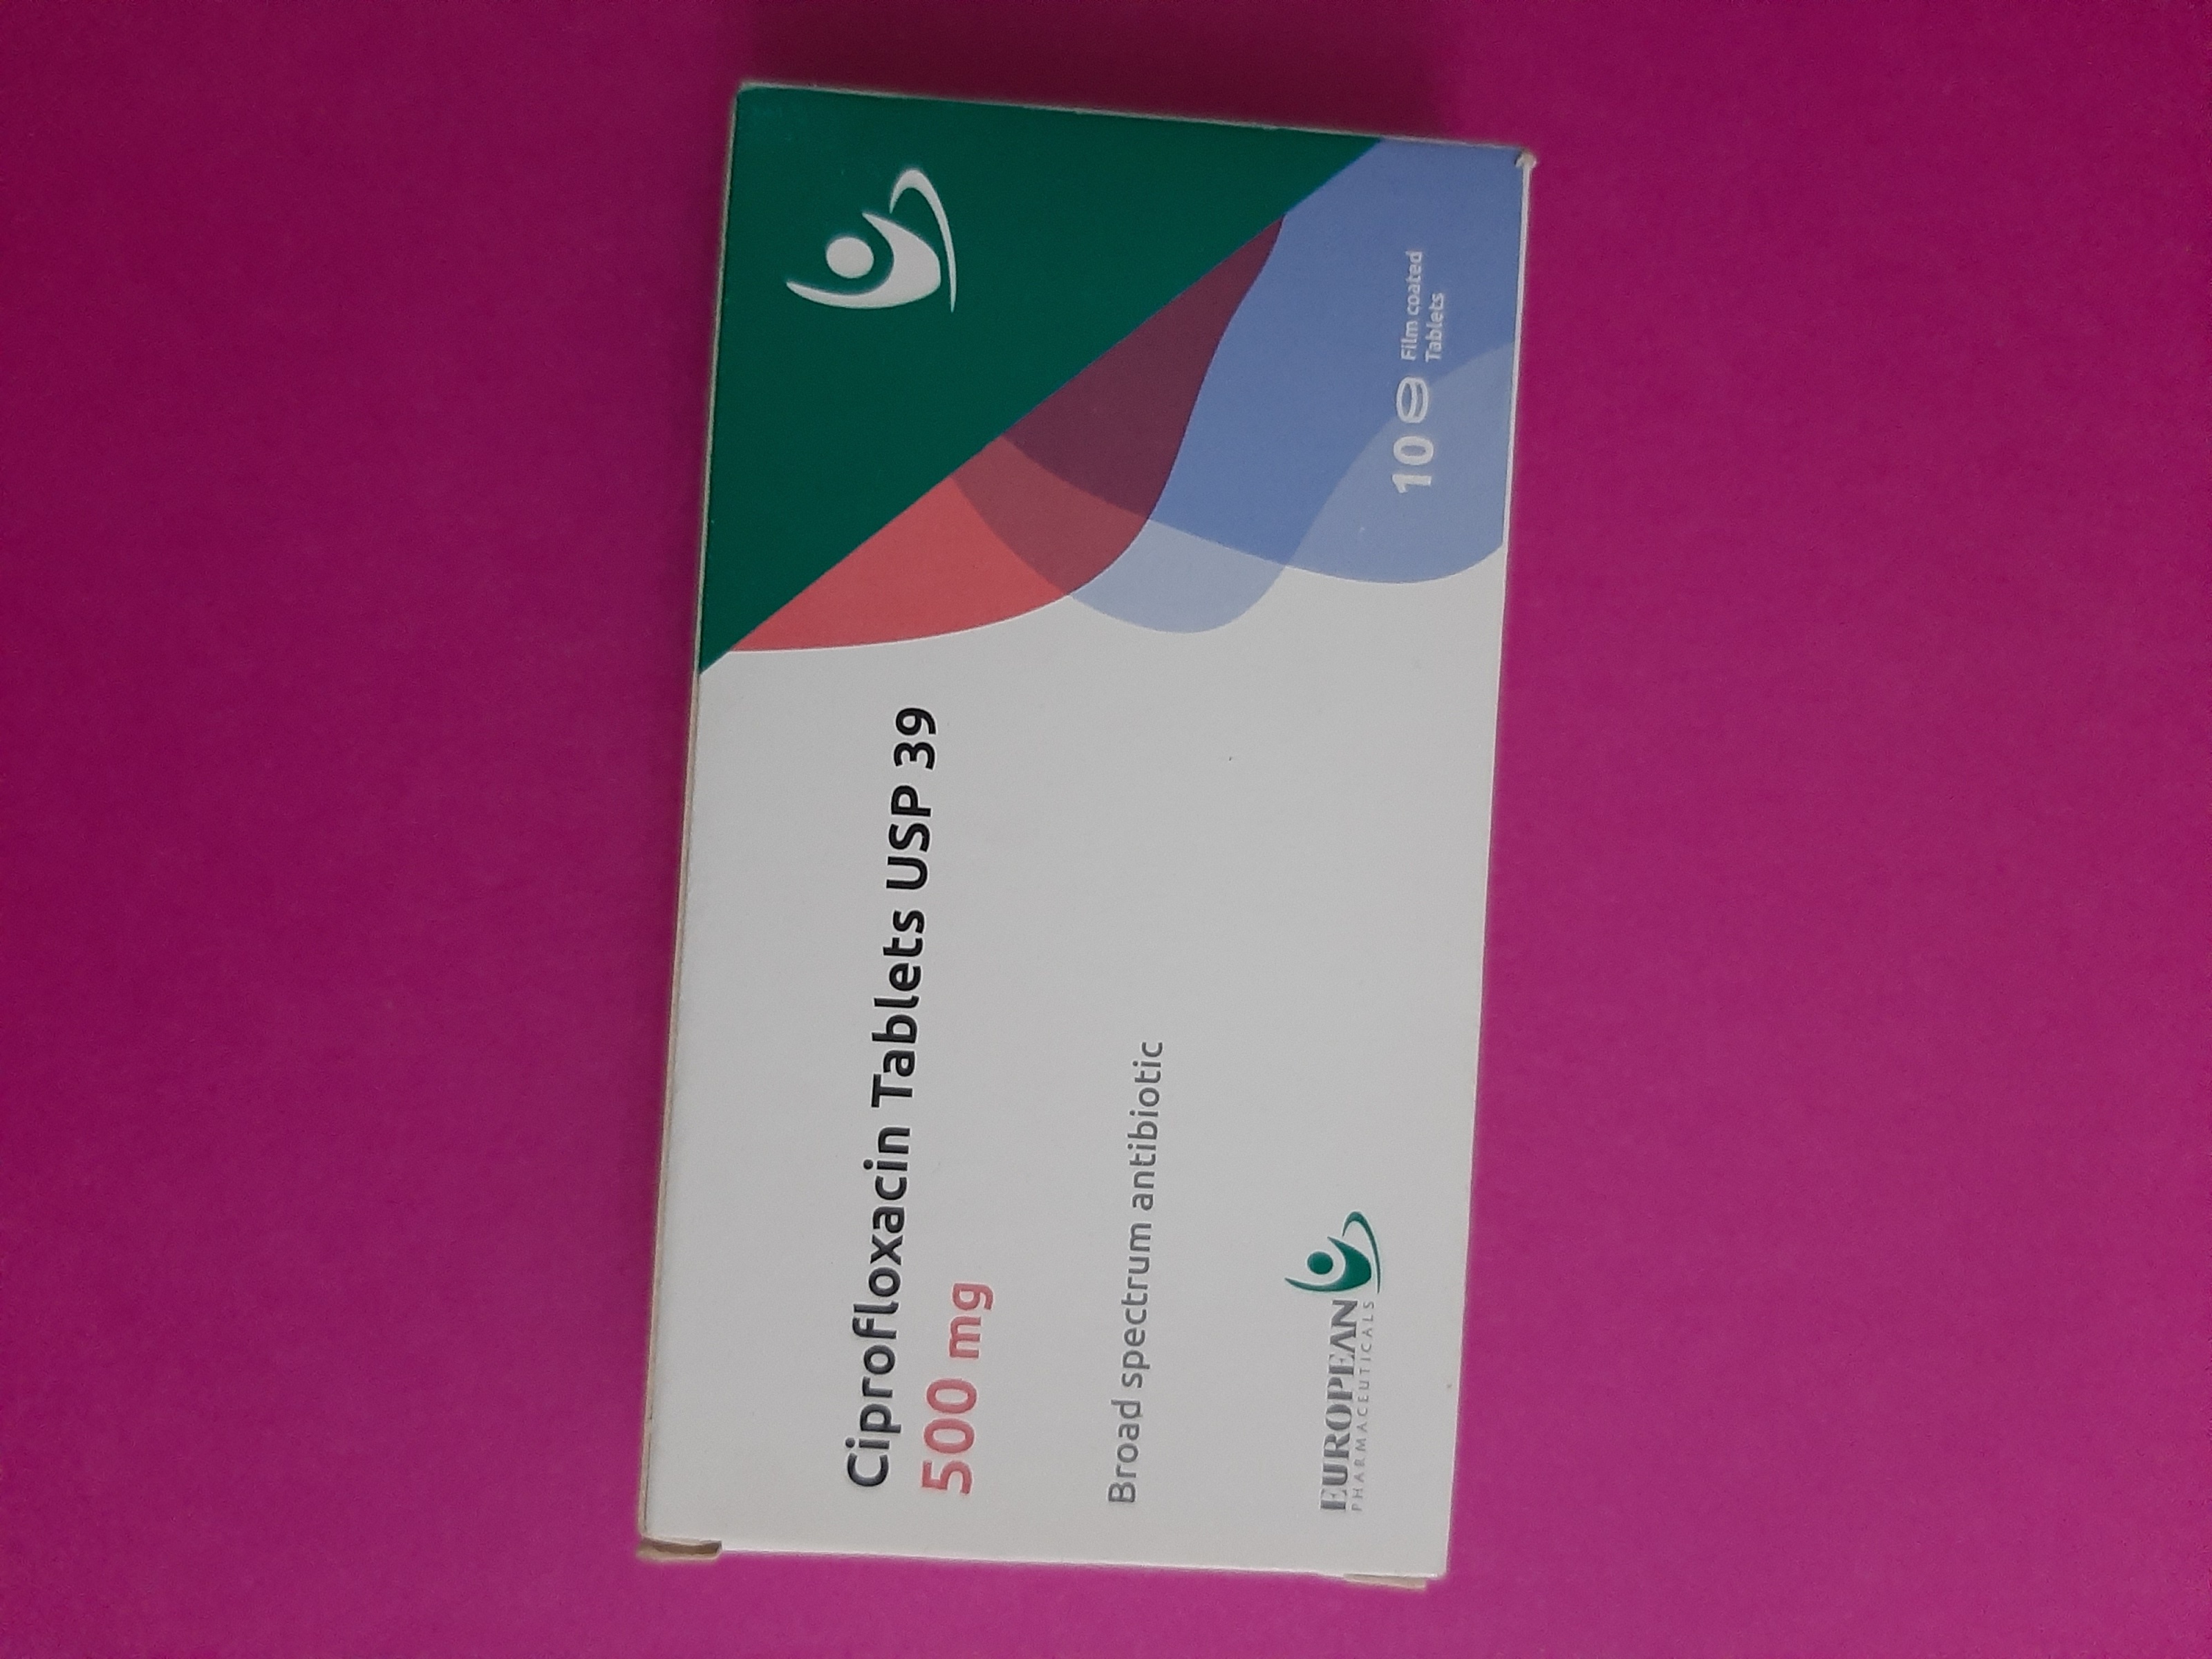 Ciprofloxacin Tablets USP 39
500 mg
Broad spectrum antibiotic
EUROPEAN
PHARMACEUTICALS
10 Film coated
Tablets